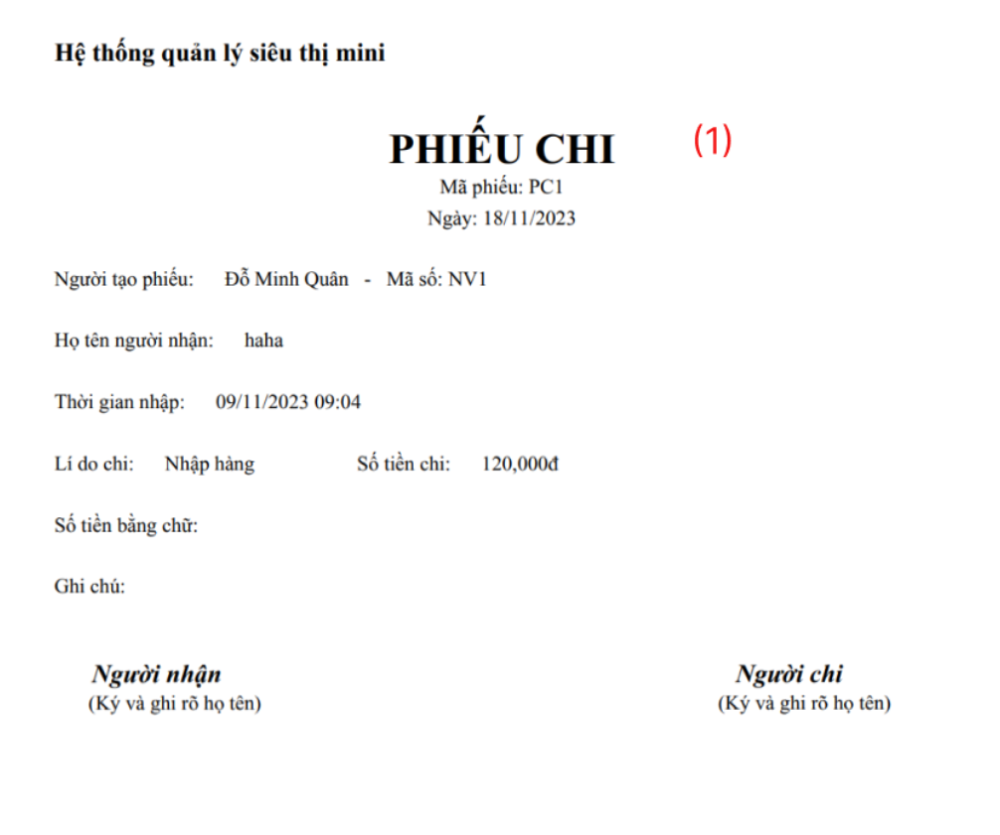 Hệ thống quản lý siêu thị mini
PHIẾU CHI (1)
Mã phiếu: PC1
Ngày: 18/11/2023
Người tạo phiếu: Đỗ Minh Quân - Mã số: NV1
Họ tên người nhận: haha
Thời gian nhập: 09/11/2023 09:04
Lí do chi: Nhập hàng Số tiền chi: 120,000đ
Số tiền bằng chữ:
Ghi chú:
Người nhận Người chi
(Ký và ghi rõ họ tên) (Ký và ghi rõ họ tên)